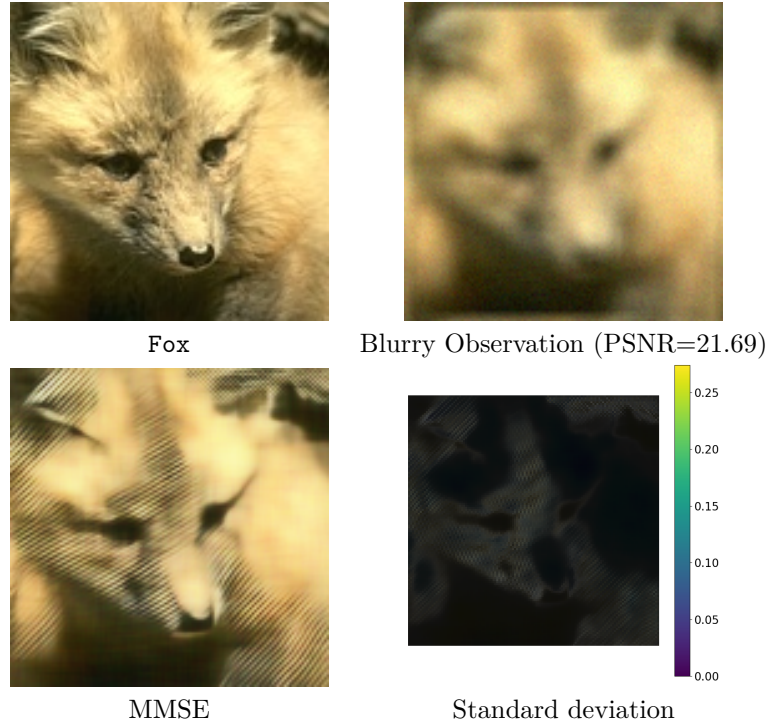 Fox
Blurry Observation (PSNR=21.69)
0.25
0.20
0.15
0.10
0.05
0.00
MMSE
Standard deviation